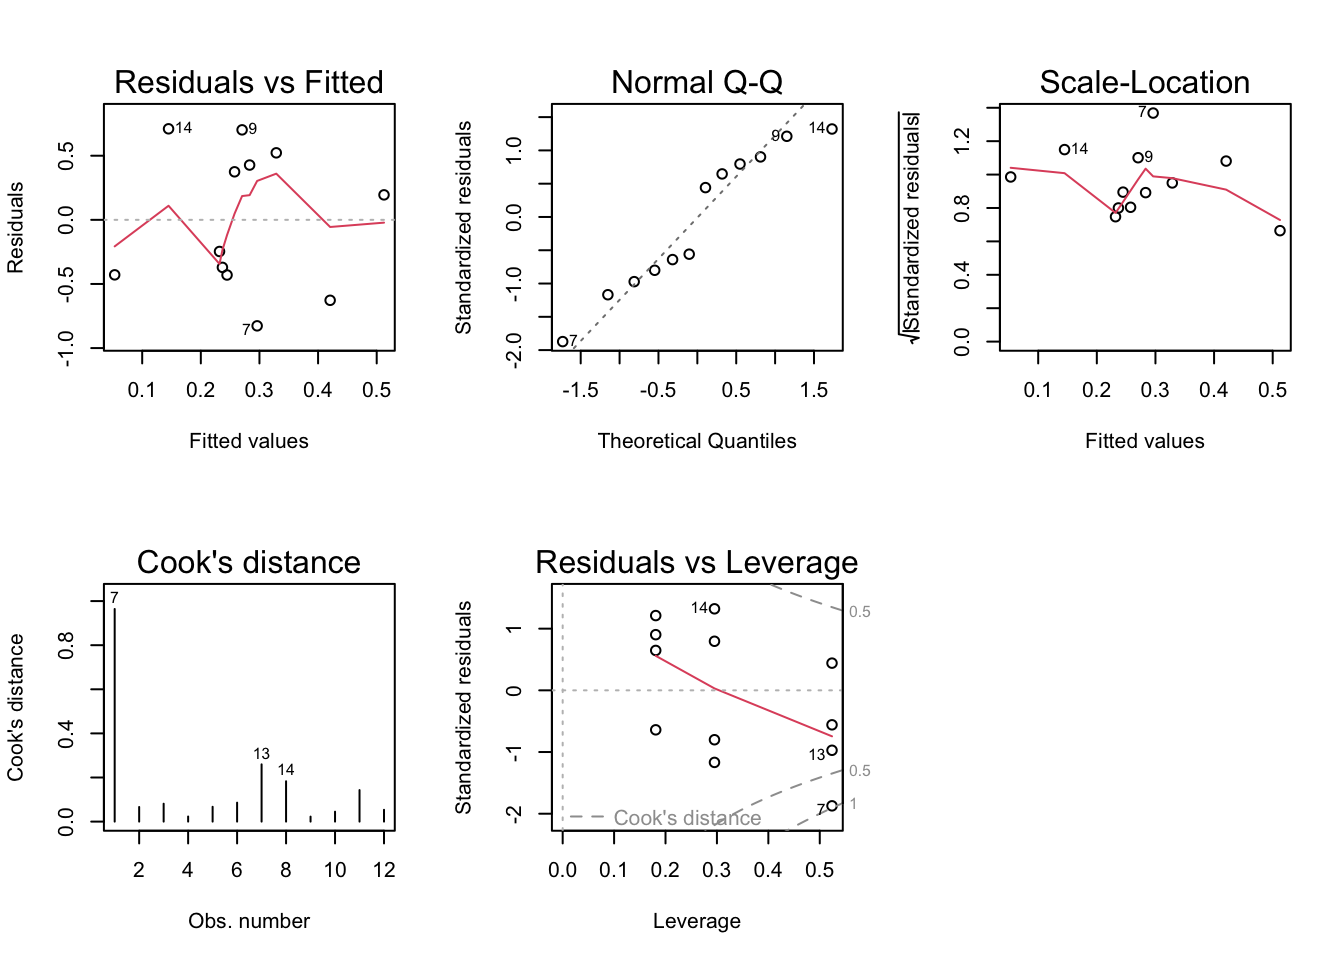 Residuals vs Fitted
Residuals
0.5
0.0
-0.5
-1.0
14
9
7
0.1 0.2 0.3 0.4 0.5
Fitted values
Normal Q-Q
Standardized residuals
1.0
0.0
-1.0
-2.0
9
14
7
-1.5 -0.5 0.5 1.5
Theoretical Quantiles
Scale-Location
√|Standardized residuals|
1.2
0.8
0.4
0.0
7
14
9
0.1 0.2 0.3 0.4 0.5
Fitted values
Cook's distance
Cook's distance
0.8
0.4
0.0
7
13
14
2 4 6 8 10 12
Obs. number
Residuals vs Leverage
Standardized residuals
1
0
-1
-2
14
13
7
0.5
0.5
1
Cook's distance
0.0 0.1 0.2 0.3 0.4 0.5
Leverage